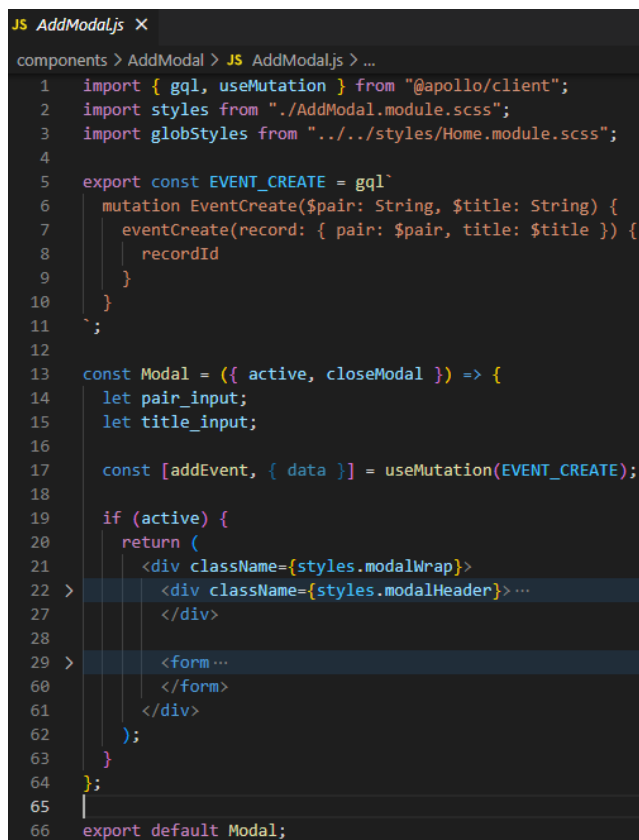 JS AddModal.js ×
components > AddModal > JS AddModal.js > ...
1 import { gql, useMutation } from "@apollo/client";
2 import styles from "./AddModal.module.scss";
3 import globStyles from "../../styles/Home.module.scss";
4
5 export const EVENT_CREATE = gql`
6   mutation EventCreate($pair: String, $title: String) {
7     eventCreate(record: { pair: $pair, title: $title }) {
8       recordId
9     }
10   }
11 `;
12
13 const Modal = ({ active, closeModal }) => {
14   let pair_input;
15   let title_input;
16
17   const [addEvent, { data }] = useMutation(EVENT_CREATE);
18
19   if (active) {
20     return (
21       <div className={styles.modalWrap}>
22 >       <div className={styles.modalHeader}>...
27         </div>
28
29 >       <form...
60         </form>
61       </div>
62     );
63   }
64 };
65
66 export default Modal;